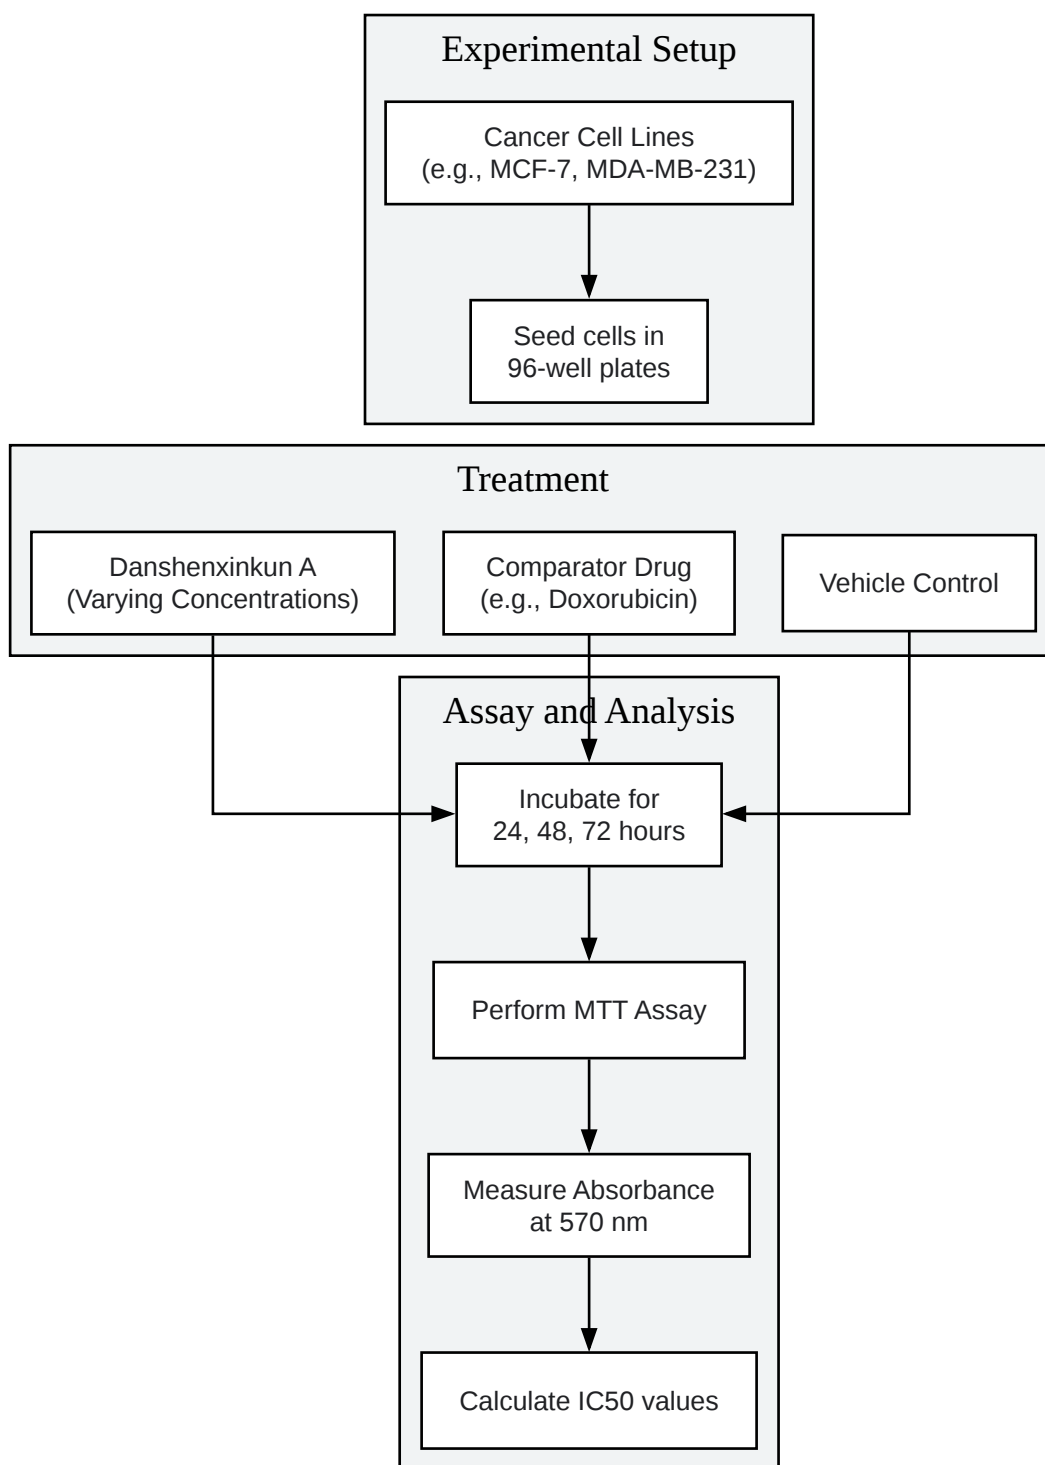 Experimental Setup
Cancer Cell Lines
(e.g., MCF-7, MDA-MB-231)
Seed cells in
96-well plates
Treatment
Danshenxinkun A
(Varying Concentrations)
Comparator Drug
(e.g., Doxorubicin)
Vehicle Control
Assay and Analysis
Incubate for
24, 48, 72 hours
Perform MTT Assay
Measure Absorbance
at 570 nm
Calculate IC50 values